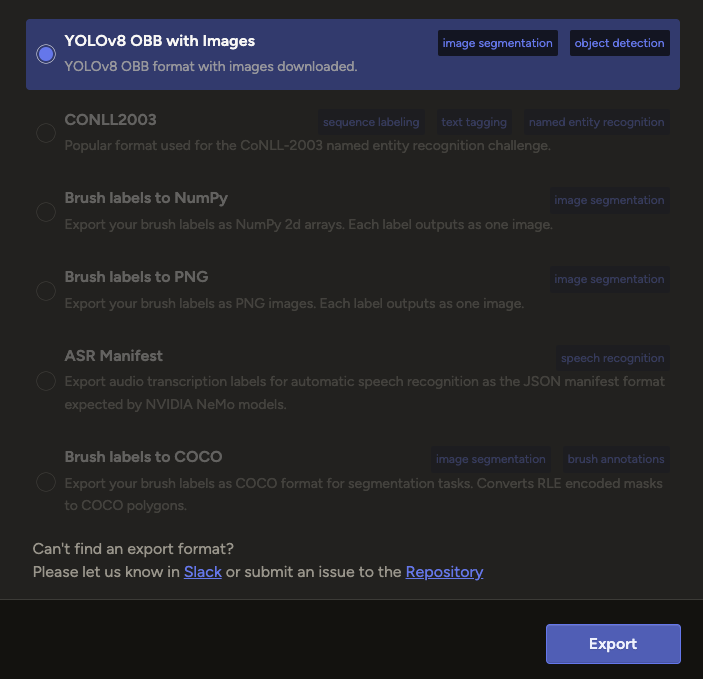 YOLOv8 OBB with Images
image segmentation
object detection
YOLOv8 OBB format with images downloaded.
CONLL2003
sequence labeling
text tagging
named entity recognition
Popular format used for the CoNLL-2003 named entity recognition challenge.
Brush labels to NumPy
image segmentation
Export your brush labels as NumPy 2d arrays. Each label outputs as one image.
Brush labels to PNG
image segmentation
Export your brush labels as PNG images. Each label outputs as one image.
ASR Manifest
speech recognition
Export audio transcription labels for automatic speech recognition as the JSON manifest format
expected by NVIDIA NeMo models.
Brush labels to COCO
image segmentation
brush annotations
Export your brush labels as COCO format for segmentation tasks. Converts RLE encoded masks
to COCO polygons.
Can't find an export format?
Please let us know in Slack or submit an issue to the Repository
Export